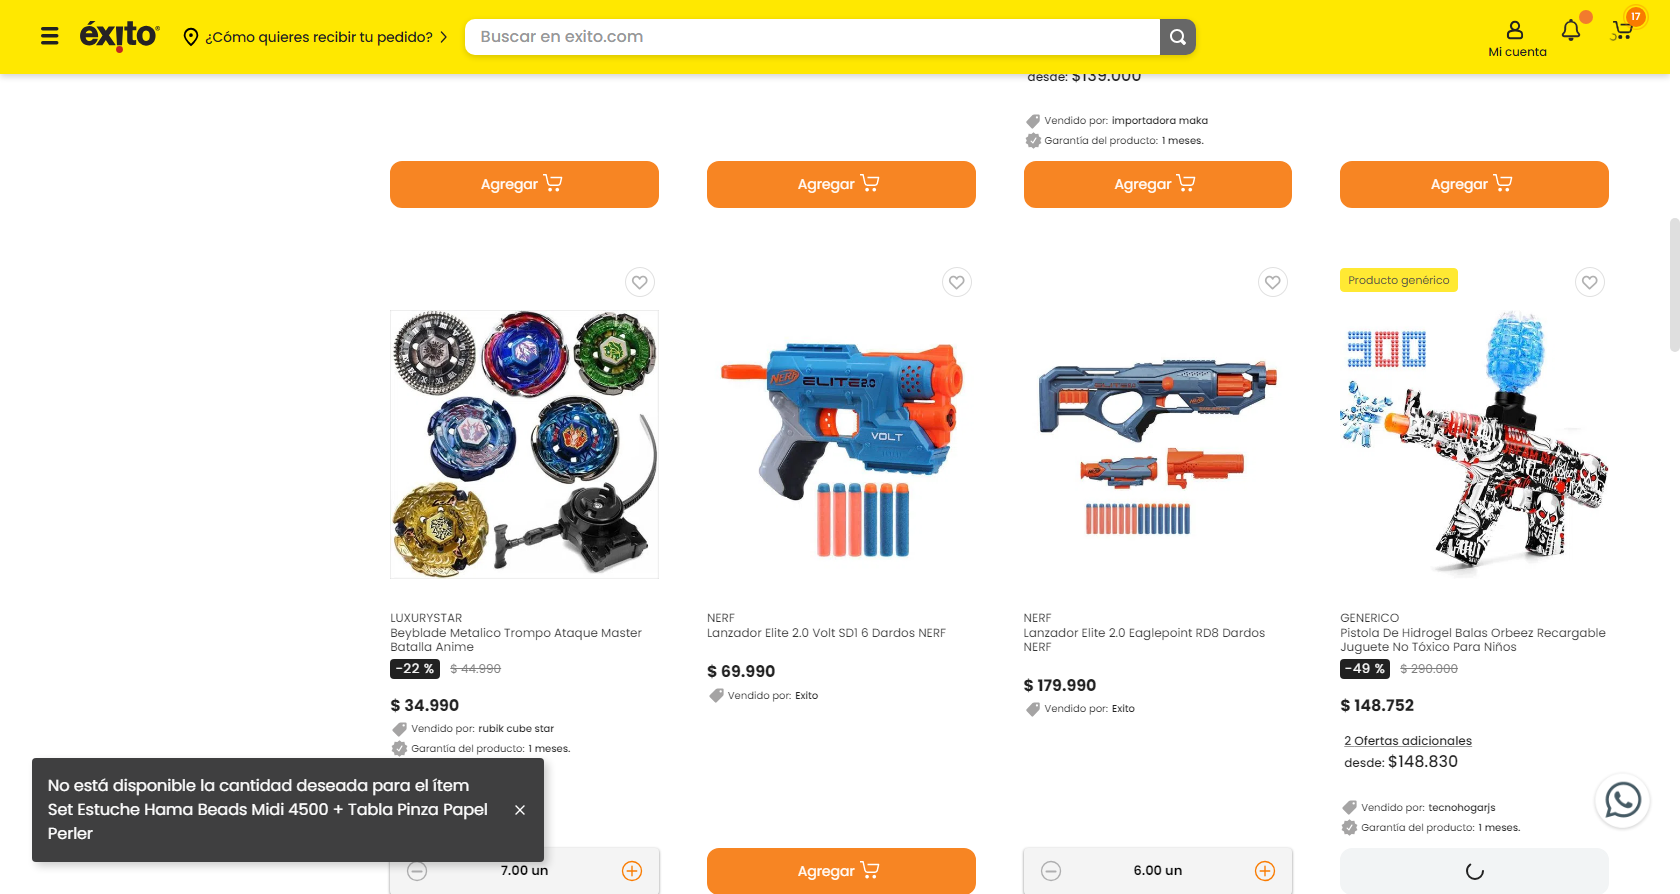 éxito
¿Cómo quieres recibir tu pedido?
Buscar en exito.com
Mi cuenta
17
desde: $139.000
Vendido por: importadora maka
Garantía del producto: 1 meses.
Agregar
Agregar
Agregar
Agregar
Producto genérico
NERF ELITE 2.0
VOLT
300
LUXURYSTAR
Beyblade Metalico Trompo Ataque Master
Batalla Anime
-22 % $ 44.990
$ 34.990
Vendido por: rubik cube star
Garantía del producto: 1 meses.
NERF
Lanzador Elite 2.0 Volt SD1 6 Dardos NERF
$ 69.990
Vendido por: Exito
NERF
Lanzador Elite 2.0 Eaglepoint RD8 Dardos
NERF
$ 179.990
Vendido por: Exito
GENERICO
Pistola De Hidrogel Balas Orbeez Recargable
Juguete No Tóxico Para Niños
-49 % $ 290.000
$ 148.752
2 Ofertas adicionales
desde: $148.830
Vendido por: tecnohogarjs
Garantía del producto: 1 meses.
No está disponible la cantidad deseada para el ítem
Set Estuche Hama Beads Midi 4500 + Tabla Pinza Papel
Perler
7.00 un
Agregar
6.00 un